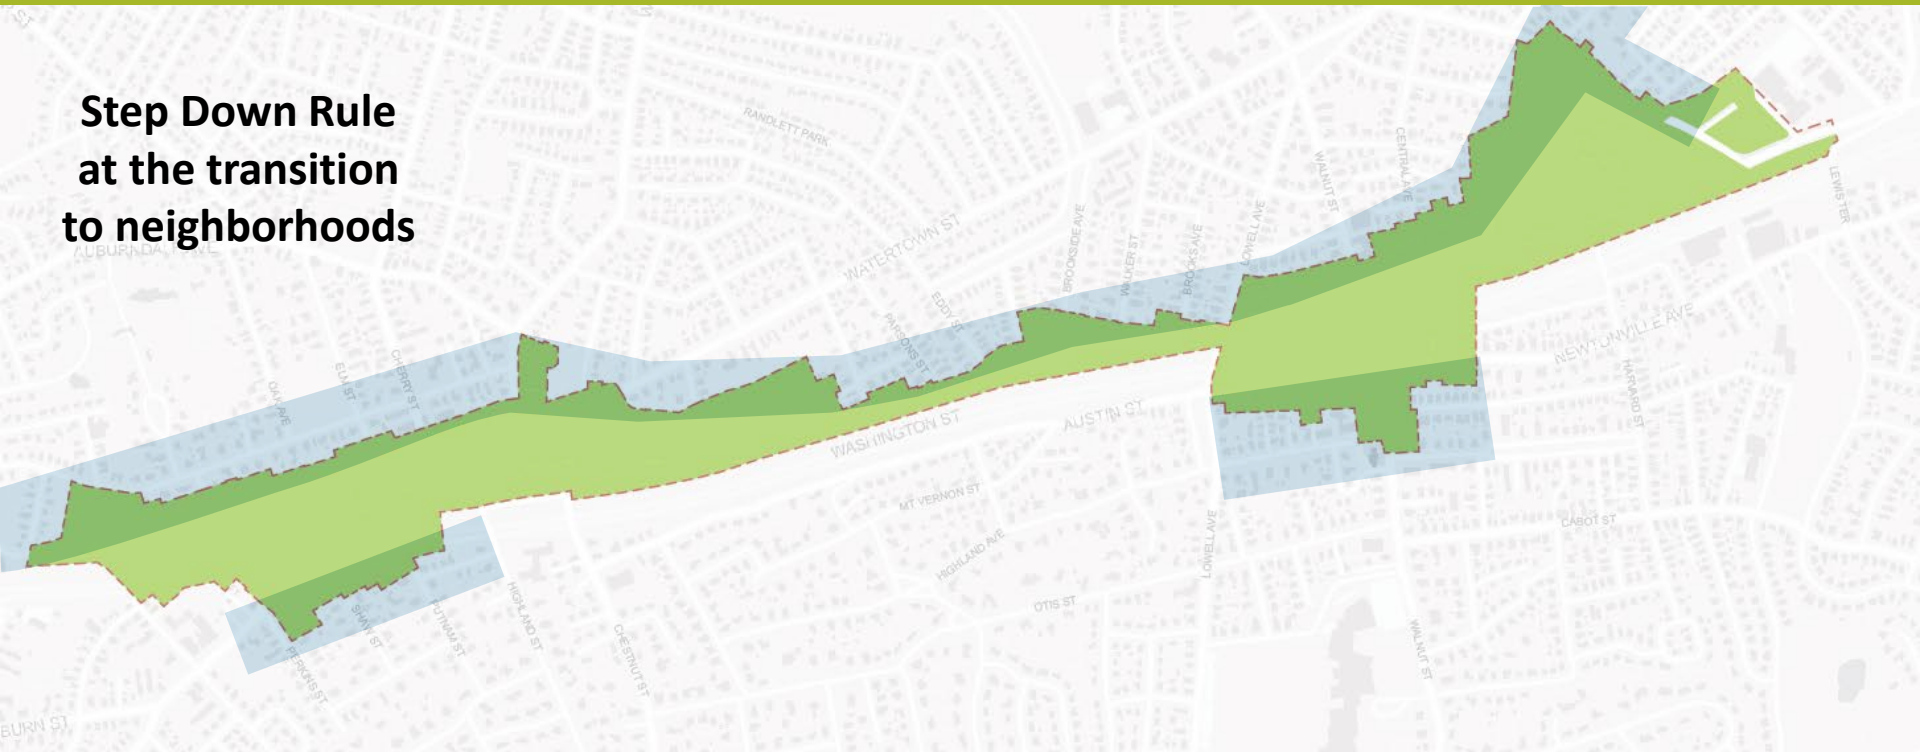 Step Down Rule
at the transition
to neighborhoods
RANDLETT PARK
WATERTOWN ST
BROOKSIDE AVE
WALKER ST
BROOKS AVE
LOWELL AVE
WALNUT ST
CENTRAL AVE
LEWIS TER
AUBURNDALE AVE
OAK AVE
ELM ST
CHERRY ST
EDDY ST
PARSONS ST
WASHINGTON ST
AUSTIN ST
NEWTONVILLE AVE
HARVARD ST
MT VERNON ST
HIGHLAND AVE
LOWELL AVE
CABOT ST
OTIS ST
WALNUT ST
PERKINS ST
SHAW ST
PUTNAM ST
HIGHLAND ST
CHESTNUT ST
BURN ST